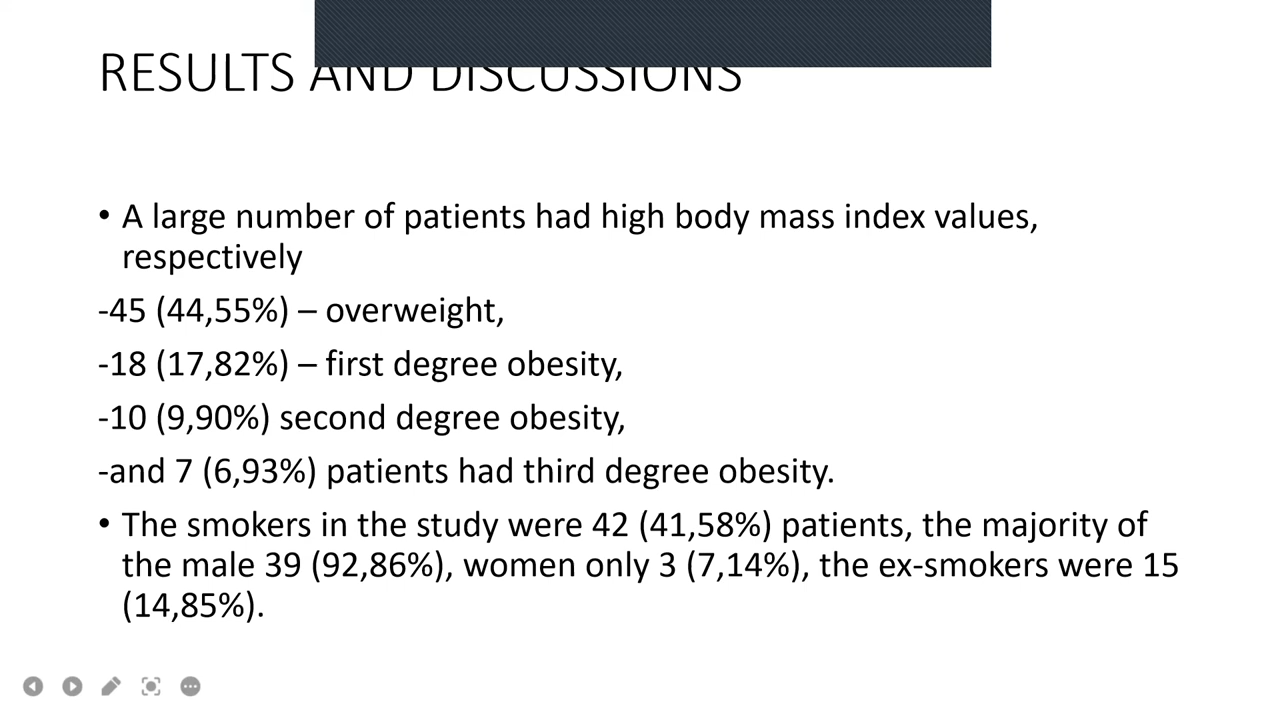 RESULTS AND DISCUSSIONS
• A large number of patients had high body mass index values,
respectively
-45 (44,55%) – overweight,
-18 (17,82%) – first degree obesity,
-10 (9,90%) second degree obesity,
-and 7 (6,93%) patients had third degree obesity.
• The smokers in the study were 42 (41,58%) patients, the majority of
the male 39 (92,86%), women only 3 (7,14%), the ex-smokers were 15
(14,85%).